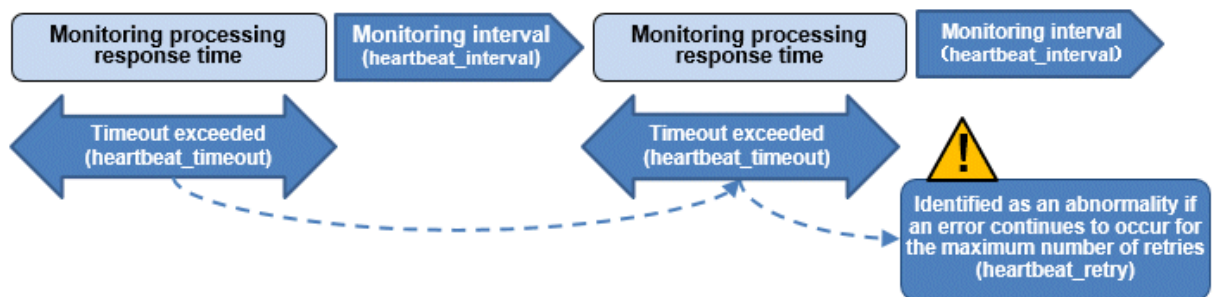 Monitoring processing
response time
Monitoring interval
(heartbeat_interval)
Monitoring processing
response time
Monitoring interval
(heartbeat_interval)
Timeout exceeded
(heartbeat_timeout)
Timeout exceeded
(heartbeat_timeout)
!
Identified as an abnormality if
an error continues to occur for
the maximum number of retries
(heartbeat_retry)